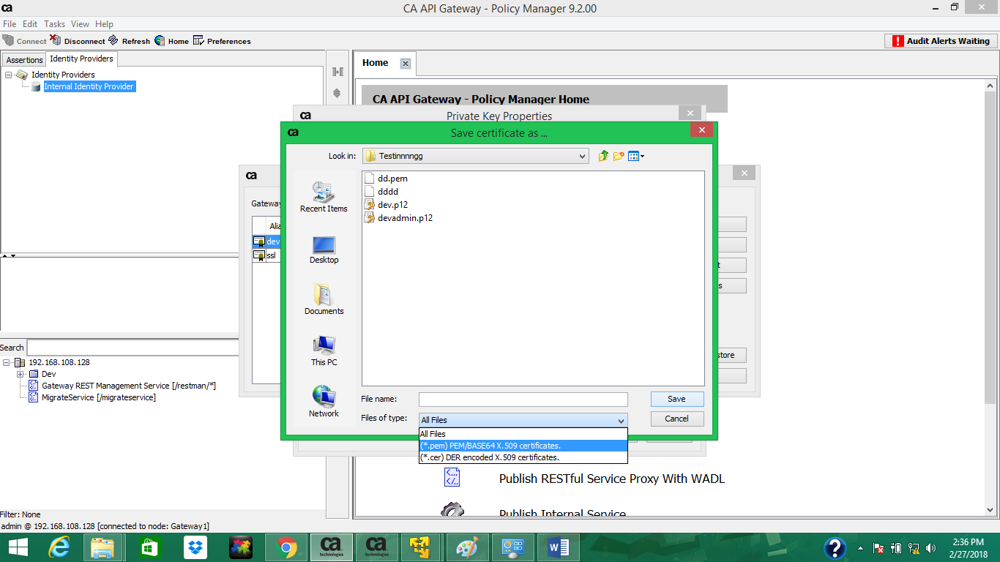 ca
CA API Gateway - Policy Manager 9.2.00
File Edit Tasks View Help
Connect Disconnect Refresh Home Preferences
Audit Alerts Waiting
Assertions Identity Providers
Identity Providers
Internal Identity Provider
Home
CA API Gateway - Policy Manager Home
ca
Private Key Properties
ca
Save certificate as ...
Look in: Testinnnngg
dd.pem
dddd
dev.p12
devadmin.p12
Recent Items
Desktop
Documents
This PC
Network
File name:
Save
Files of type: All Files
Cancel
All Files
(*.pem) PEM/BASE64 X.509 certificates.
(*.cer) DER encoded X.509 certificates.
ca
Gateway
dev
ssl
Search
192.168.108.128
Dev
Gateway REST Management Service [/restman/*]
MigrateService [/migrateservice]
Publish RESTful Service Proxy With WADL
Publish Internal Service
Filter: None
admin @ 192.168.108.128 [connected to node: Gateway1]
ca
technologies
ca
technologies
2:36 PM
2/27/2018